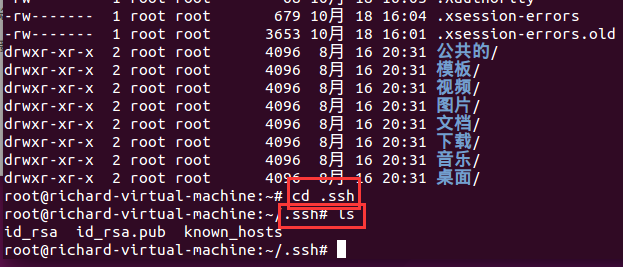 -rw------- 1 root root 679 10月 18 16:04 .xsession-errors
-rw------- 1 root root 3653 10月 18 16:01 .xsession-errors.old
drwxr-xr-x 2 root root 4096 8月 16 20:31 公共的/
drwxr-xr-x 2 root root 4096 8月 16 20:31 模板/
drwxr-xr-x 2 root root 4096 8月 16 20:31 视频/
drwxr-xr-x 2 root root 4096 8月 16 20:31 图片/
drwxr-xr-x 2 root root 4096 8月 16 20:31 文档/
drwxr-xr-x 2 root root 4096 8月 16 20:31 下载/
drwxr-xr-x 2 root root 4096 8月 16 20:31 音乐/
drwxr-xr-x 2 root root 4096 8月 16 20:31 桌面/
root@richard-virtual-machine:~# cd .ssh
root@richard-virtual-machine:~/.ssh# ls
id_rsa id_rsa.pub known_hosts
root@richard-virtual-machine:~/.ssh#